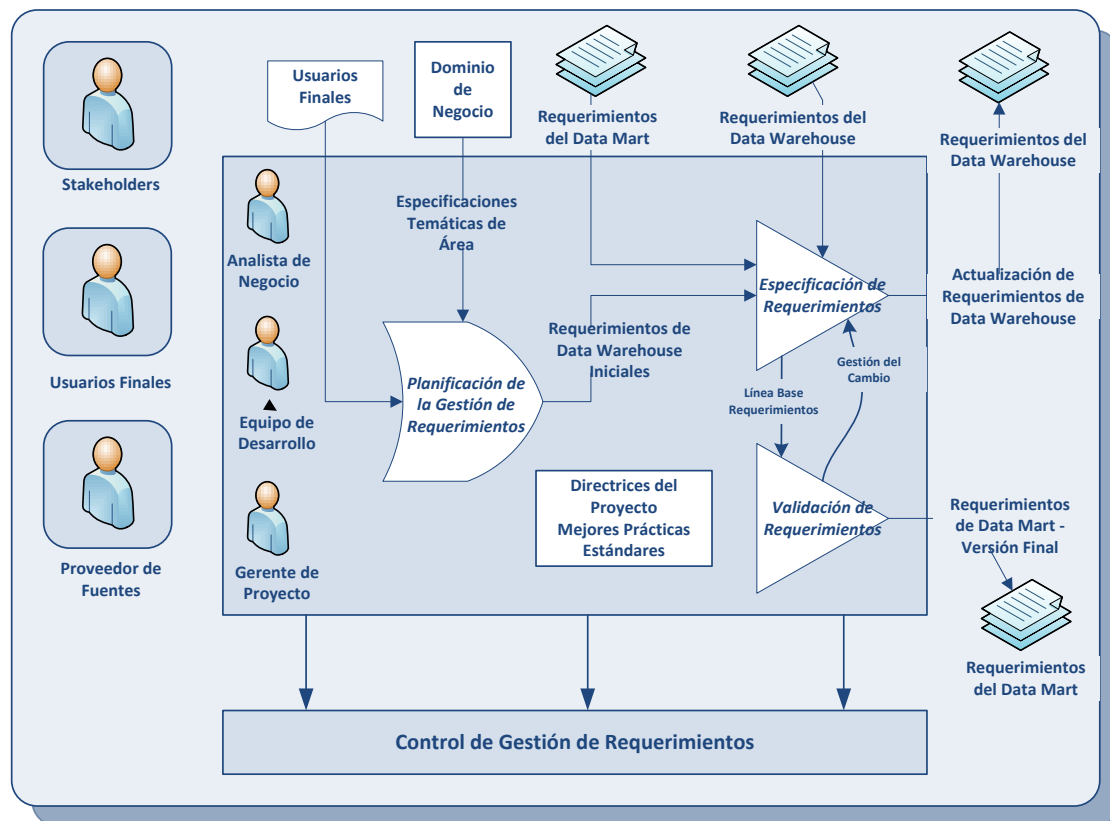 Stakeholders
Usuarios Finales
Proveedor de
Fuentes
Usuarios
Finales
Dominio
de
Negocio
Requerimientos
del Data Mart
Requerimientos del
Data Warehouse
Requerimientos del
Data Warehouse
Analista de
Negocio
Equipo de
Desarrollo
Gerente de
Proyecto
Especificaciones
Temáticas de
Área
Planificación de
la Gestión de
Requerimientos
Requerimientos de
Data Warehouse
Iniciales
Especificación de
Requerimientos
Actualización de
Requerimientos de
Data Warehouse
Gestión del
Cambio
Línea Base
Requerimientos
Directrices del
Proyecto
Mejores Prácticas
Estándares
Validación de
Requerimientos
Requerimientos
de Data Mart -
Versión Final
Requerimientos
del Data Mart
Control de Gestión de Requerimientos